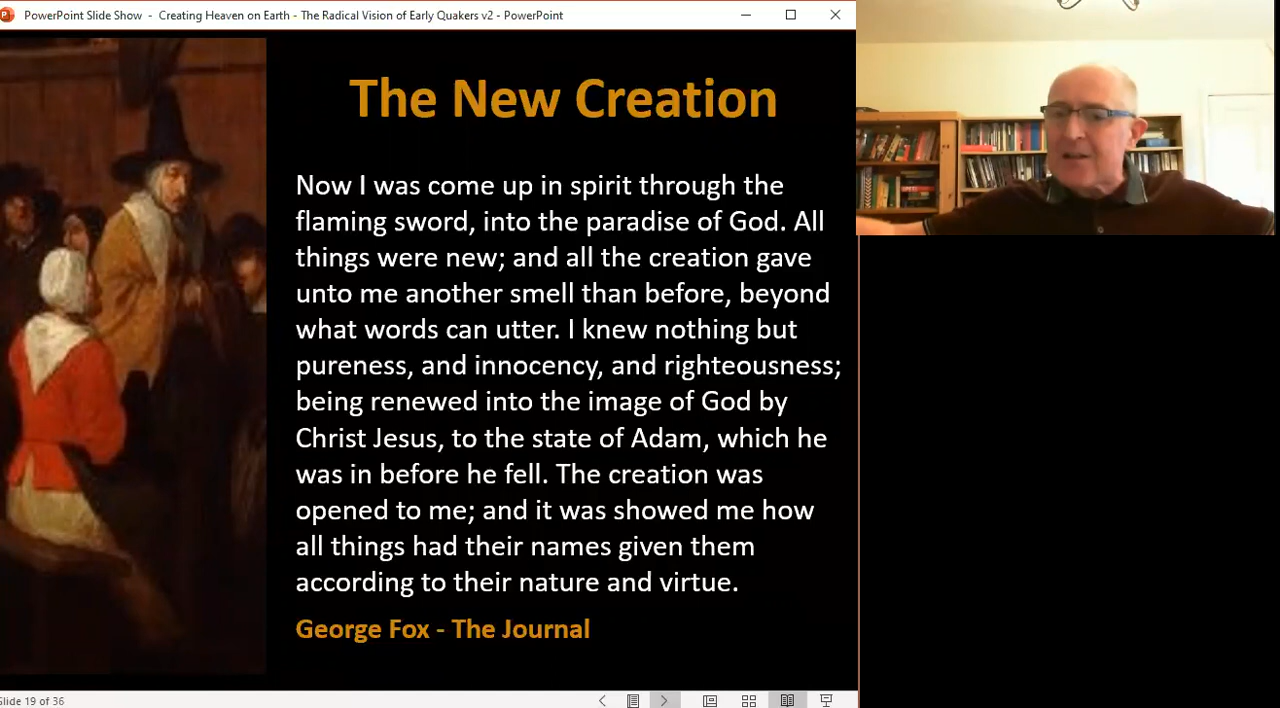 PowerPoint Slide Show - Creating Heaven on Earth - The Radical Vision of Early Quakers v2 - PowerPoint
The New Creation
Now I was come up in spirit through the
flaming sword, into the paradise of God. All
things were new; and all the creation gave
unto me another smell than before, beyond
what words can utter. I knew nothing but
pureness, and innocency, and righteousness;
being renewed into the image of God by
Christ Jesus, to the state of Adam, which he
was in before he fell. The creation was
opened to me; and it was showed me how
all things had their names given them
according to their nature and virtue.
George Fox - The Journal
Slide 19 of 36